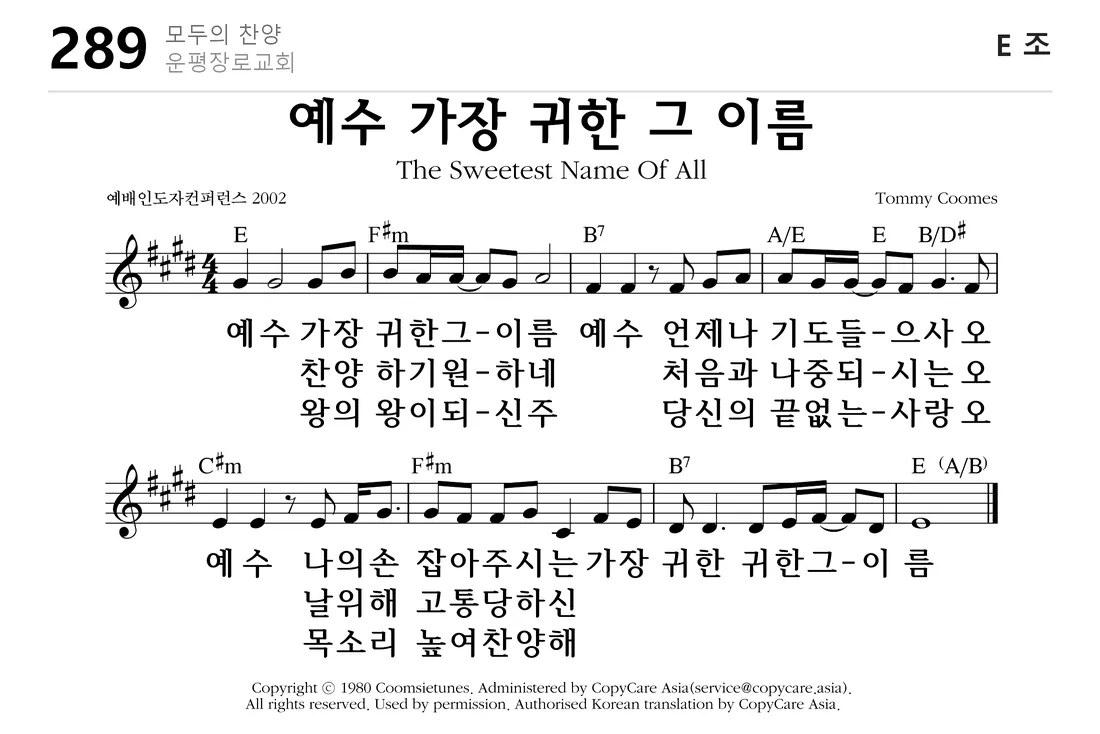 289
모두의 찬양
운평장로교회
E 조
예수 가장 귀한 그 이름
The Sweetest Name Of All
예배인도자컨퍼런스 2002
Tommy Coomes
E F#m B7 A/E E B/D#
예수 가장 귀한그-이름 예수 언제나 기도들-으사 오
찬양 하기원-하네 처음과 나중되-시는 오
왕의 왕이되-신주 당신의 끝없는-사랑 오
C#m F#m B7 E (A/B)
예수 나의손 잡아주시는 가장 귀한 귀한그-이 름
날위해 고통당하신
목소리 높여찬양해
Copyright ⓒ 1980 Coomsietunes. Administered by CopyCare Asia(service@copycare.asia).
All rights reserved. Used by permission. Authorised Korean translation by CopyCare Asia.